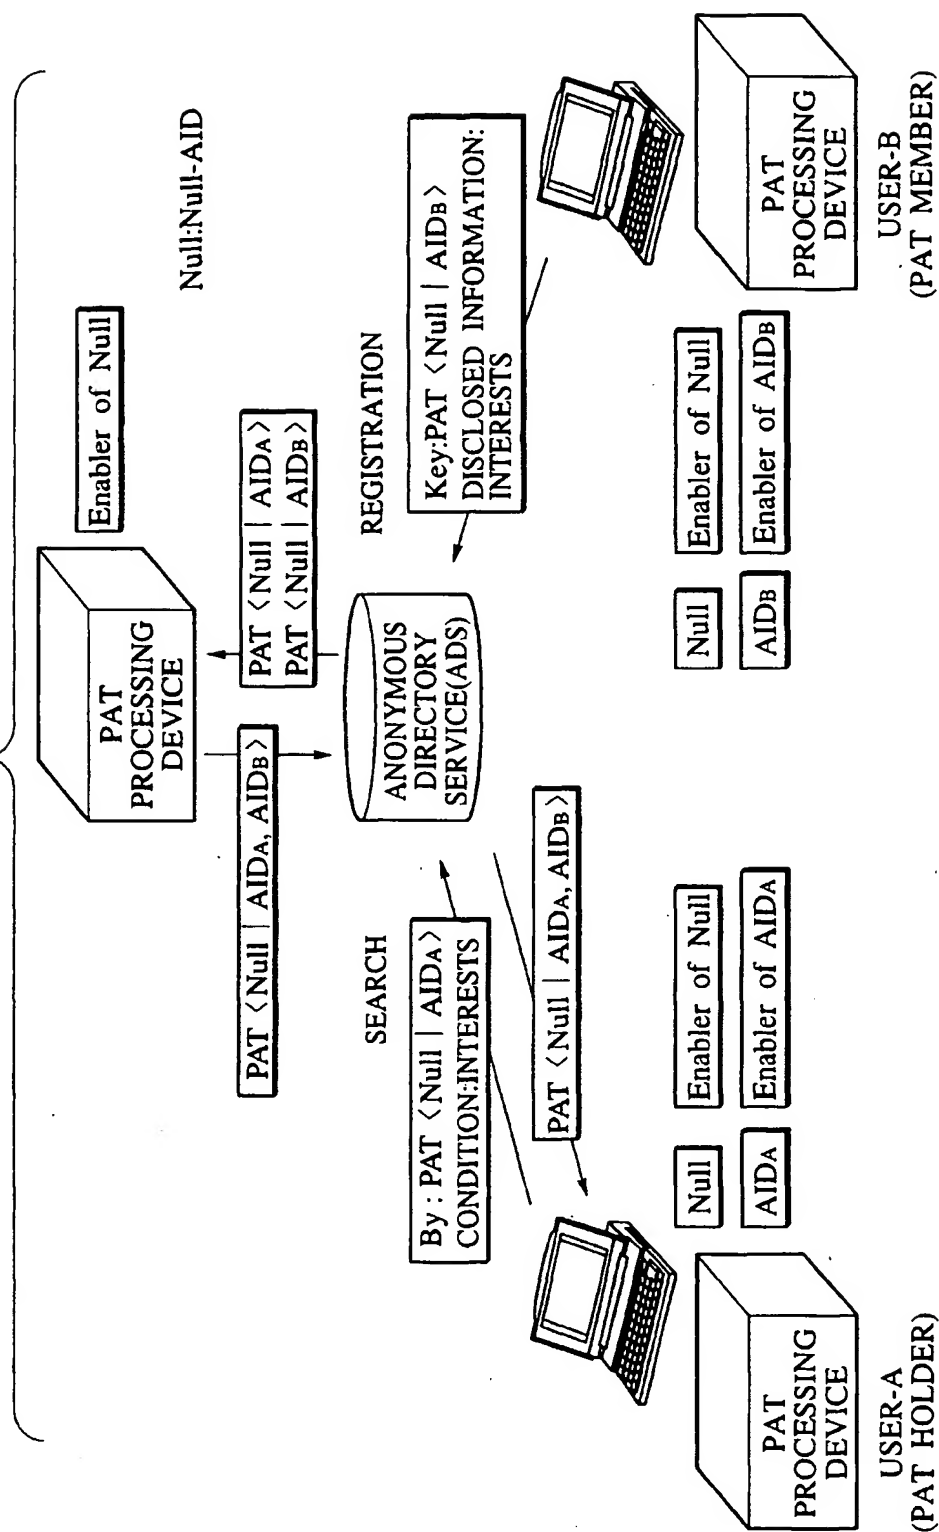 Null:Null-AID
Enabler of Null
PAT
PROCESSING
DEVICE
PAT <Null | AIDA, AIDB>
PAT <Null | AIDA>
PAT <Null | AIDB>
SEARCH
REGISTRATION
By : PAT <Null | AIDA>
CONDITION:INTERESTS
ANONYMOUS
DIRECTORY
SERVICE(ADS)
Key:PAT <Null | AIDB>
DISCLOSED INFORMATION:
INTERESTS
PAT <Null | AIDA, AIDB>
Null
Enabler of Null
AIDA
Enabler of AIDA
Null
Enabler of Null
AIDB
Enabler of AIDB
PAT
PROCESSING
DEVICE
USER-A
(PAT HOLDER)
PAT
PROCESSING
DEVICE
USER-B
(PAT MEMBER)